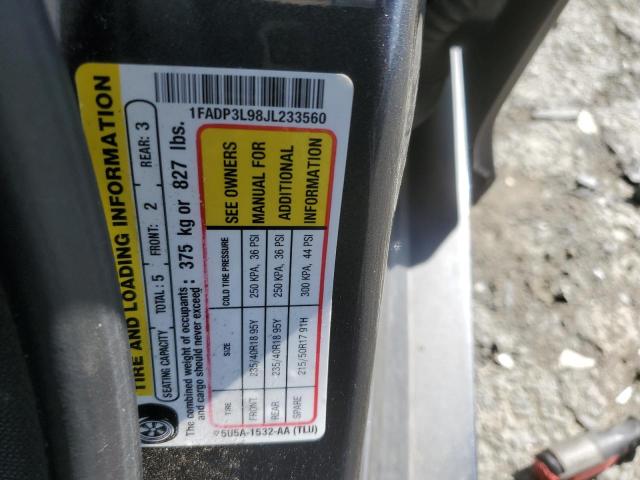 1FADP3L98JL233560
TIRE AND LOADING INFORMATION
SEATING CAPACITY TOTAL: 5 FRONT: 2 REAR: 3
The combined weight of occupants and cargo should never exceed: 375 kg or 827 lbs.
TIRE SIZE COLD TIRE PRESSURE SEE OWNERS MANUAL FOR ADDITIONAL INFORMATION
FRONT 235/40R18 95Y 250 KPA, 36 PSI
REAR 235/40R18 95Y 250 KPA, 36 PSI
SPARE 215/50R17 91H 300 KPA, 44 PSI
5U5A-1532-AA (TLU)